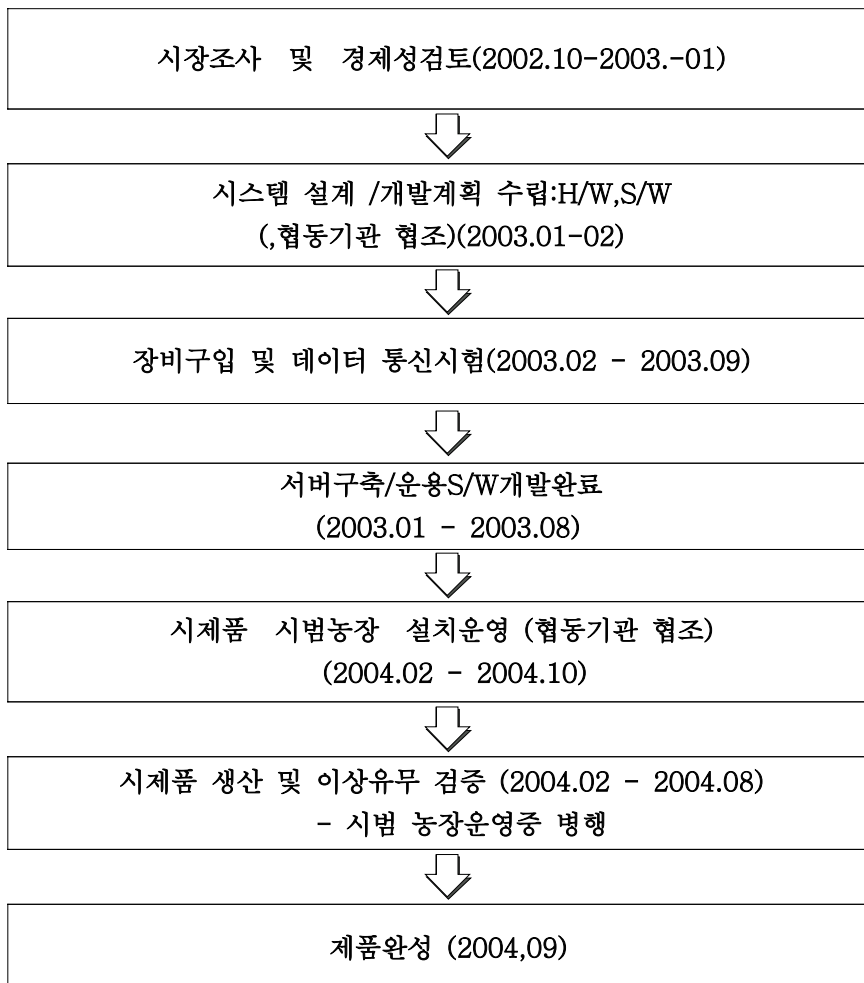 시장조사 및 경제성검토(2002.10-2003.-01)
시스템 설계 /개발계획 수립:H/W,S/W
(,협동기관 협조)(2003.01-02)
장비구입 및 데이터 통신시험(2003.02 - 2003.09)
서버구축/운용S/W개발완료
(2003.01 - 2003.08)
시제품 시범농장 설치운영 (협동기관 협조)
(2004.02 - 2004.10)
시제품 생산 및 이상유무 검증 (2004.02 - 2004.08)
- 시범 농장운영중 병행
제품완성 (2004,09)